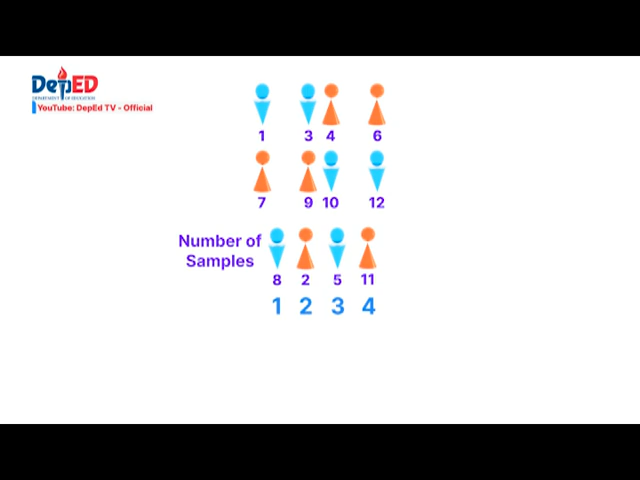 DepED
DEPARTMENT OF EDUCATION
YouTube: DepEd TV - Official
1 3 4 6
7 9 10 12
Number of
Samples
8 2 5 11
1 2 3 4